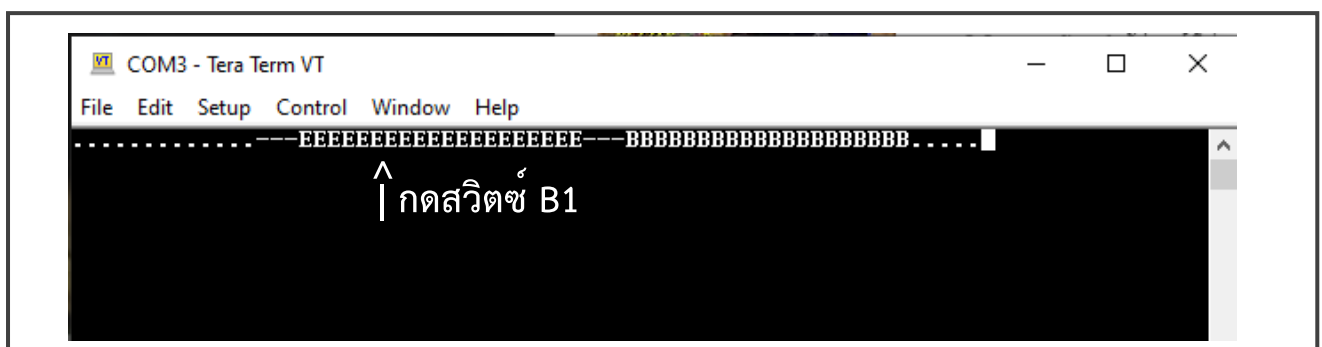 COM3 - Tera Term VT
File Edit Setup Control Window Help
.............---EEEEEEEEEEEEEEEEEEEE---BBBBBBBBBBBBBBBBBBBB.....
กดสวิตซ์ B1